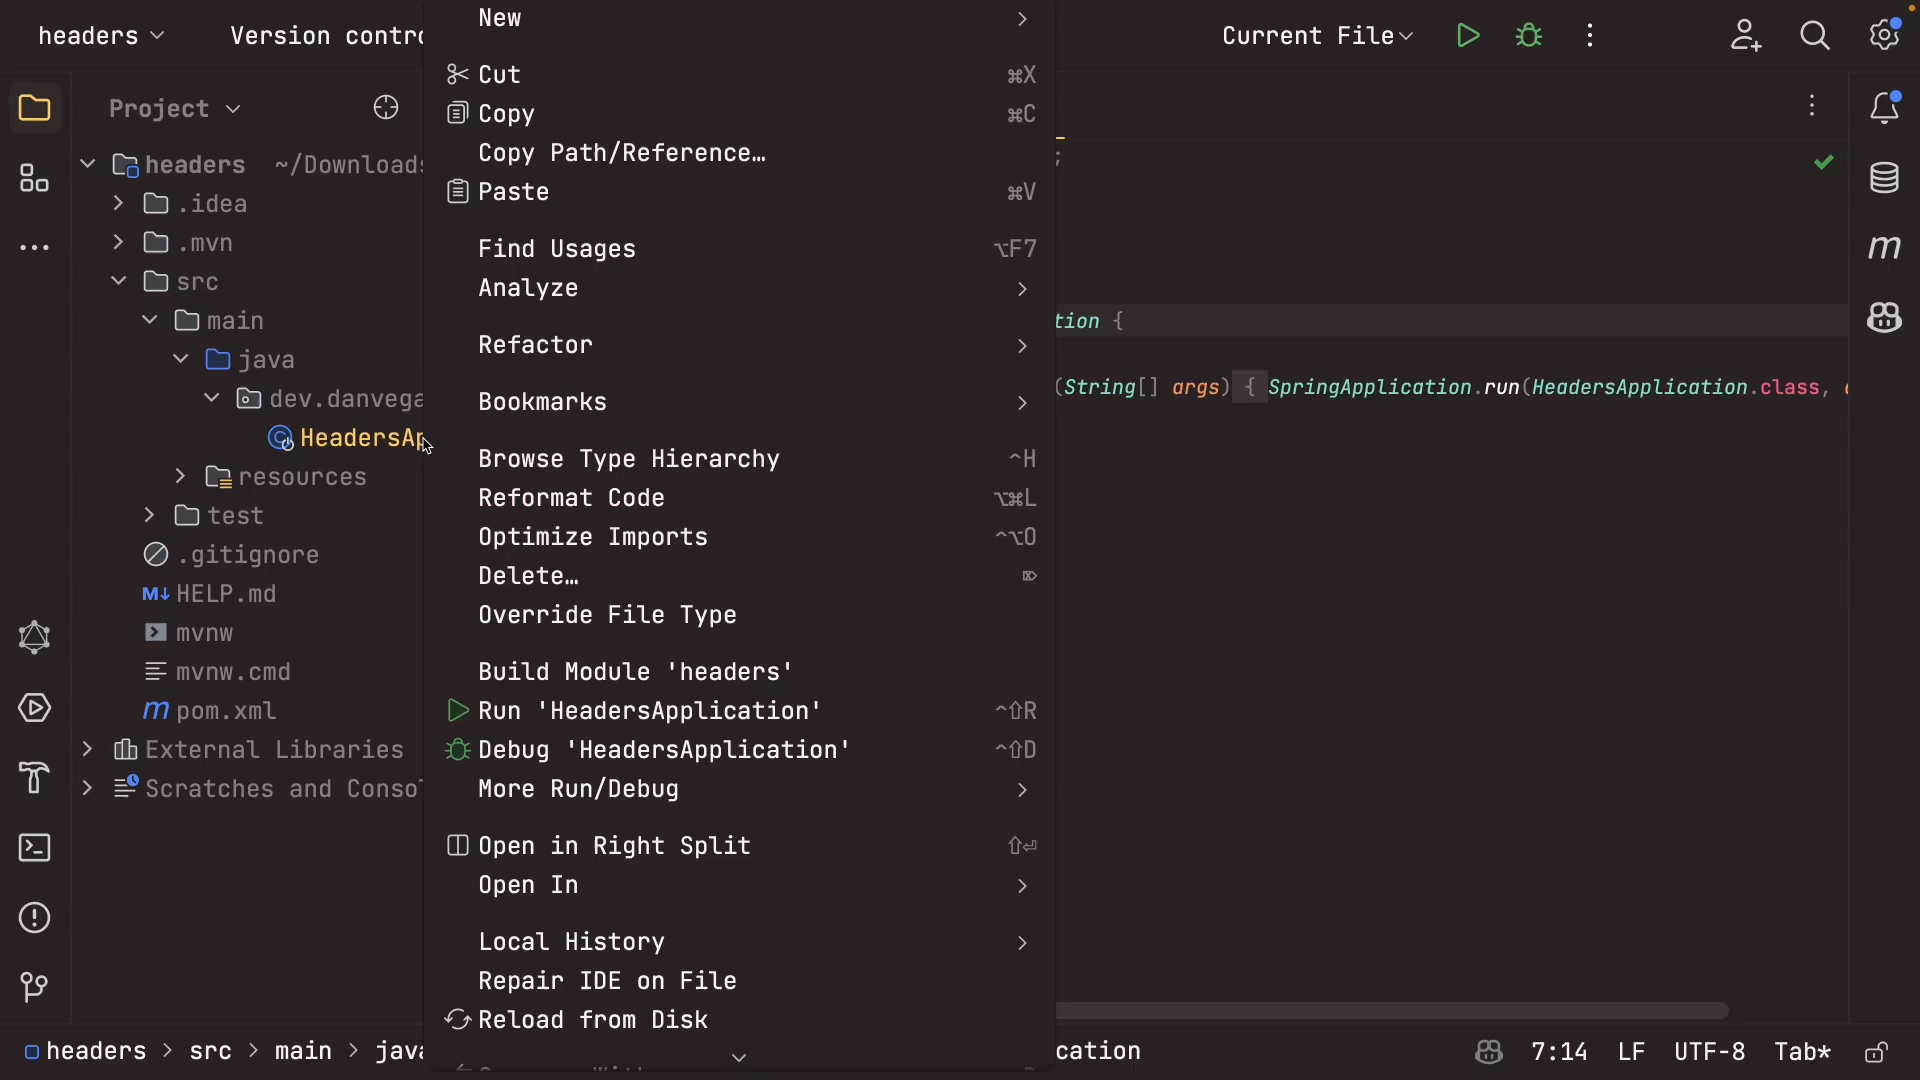 headers
Version contro
Current File
Project
headers ~/Downloads
.idea
.mvn
src
main
java
dev.danvega
HeadersAp
resources
test
.gitignore
HELP.md
mvnw
mvnw.cmd
pom.xml
External Libraries
Scratches and Consol
New
Cut ⌘X
Copy ⌘C
Copy Path/Reference…
Paste ⌘V
Find Usages ⌥F7
Analyze
Refactor
Bookmarks
Browse Type Hierarchy ^H
Reformat Code ⌥⌘L
Optimize Imports ^⌥O
Delete… ⌦
Override File Type
Build Module 'headers'
Run 'HeadersApplication' ^⇧R
Debug 'HeadersApplication' ^⇧D
More Run/Debug
Open in Right Split ⇧⏎
Open In
Local History
Repair IDE on File
Reload from Disk
;
tion {
(String[] args) { SpringApplication.run(HeadersApplication.class,
headers > src > main > java
cation
7:14 LF UTF-8 Tab*